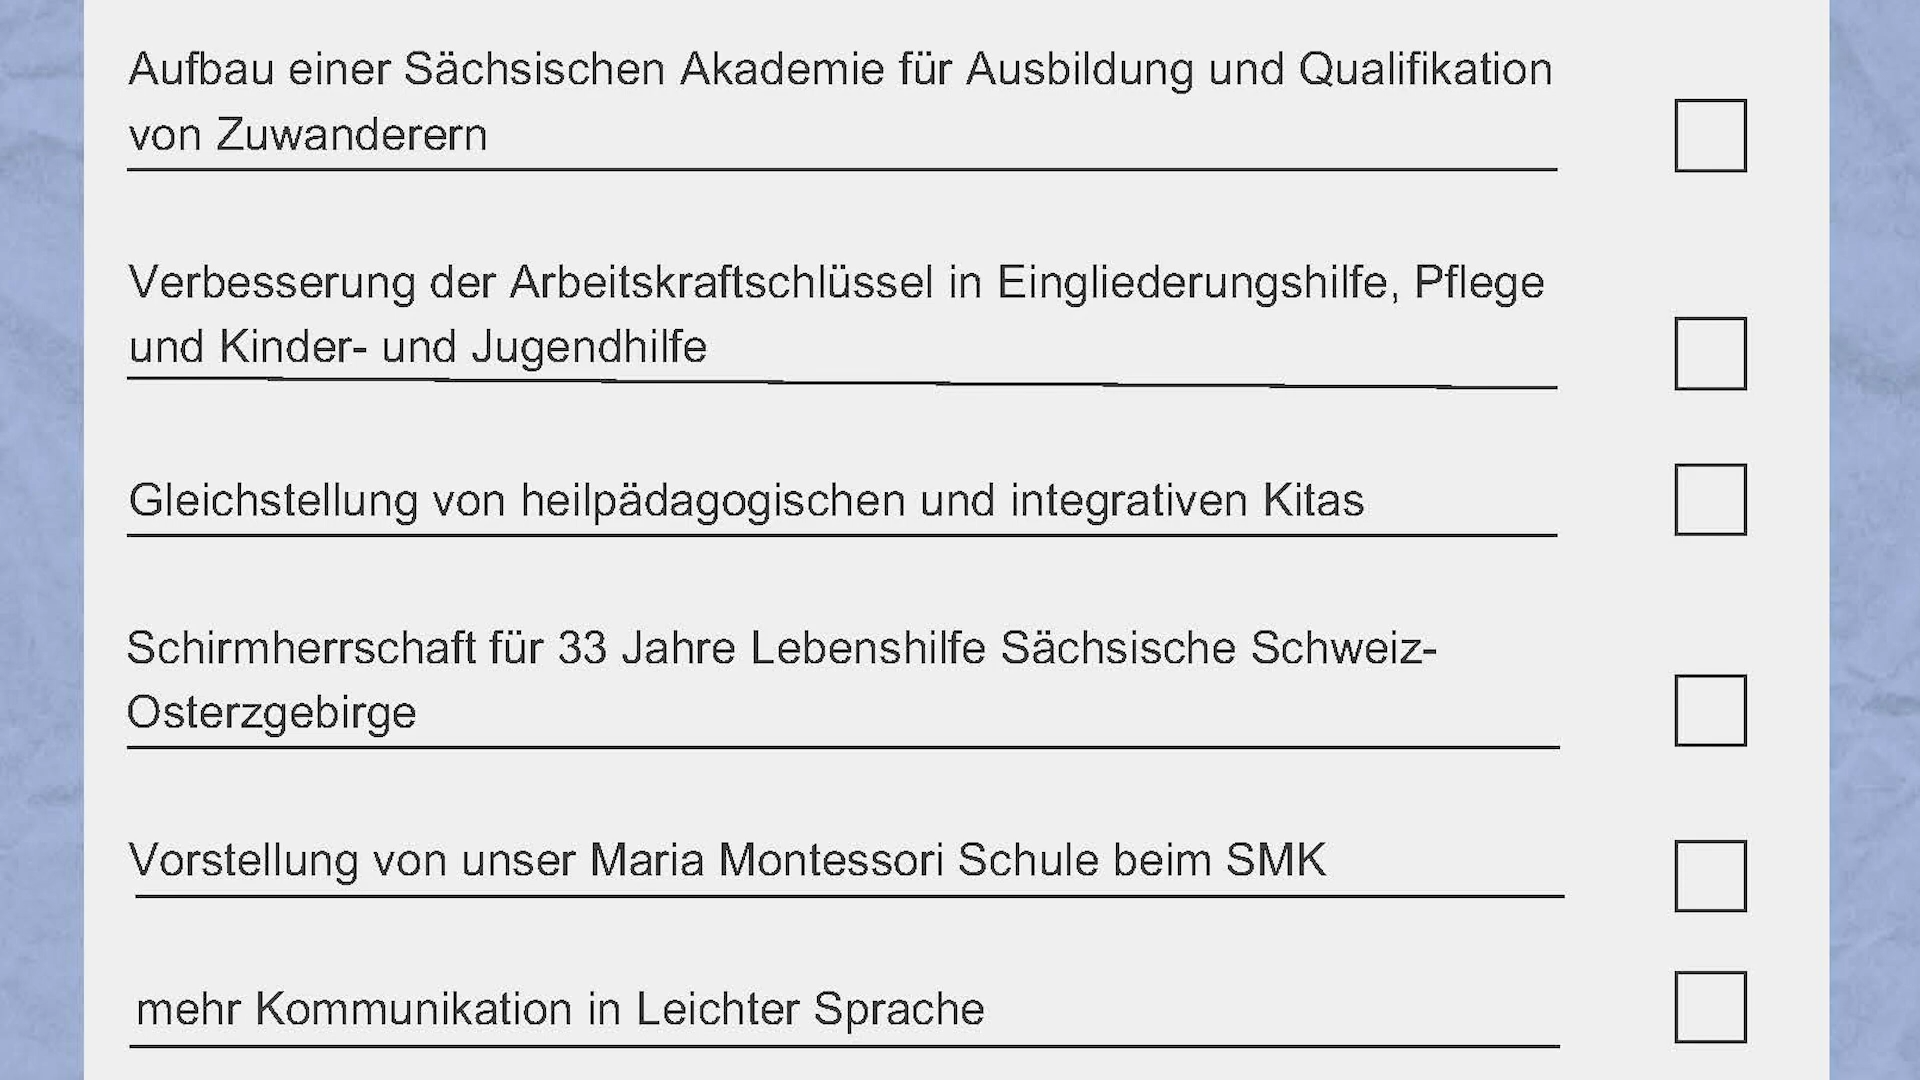 Aufbau einer Sächsischen Akademie für Ausbildung und Qualifikation
von Zuwanderern
Verbesserung der Arbeitskraftschlüssel in Eingliederungshilfe, Pflege
und Kinder- und Jugendhilfe
Gleichstellung von heilpädagogischen und integrativen Kitas
Schirmherrschaft für 33 Jahre Lebenshilfe Sächsische Schweiz-
Osterzgebirge
Vorstellung von unser Maria Montessori Schule beim SMK
mehr Kommunikation in Leichter Sprache